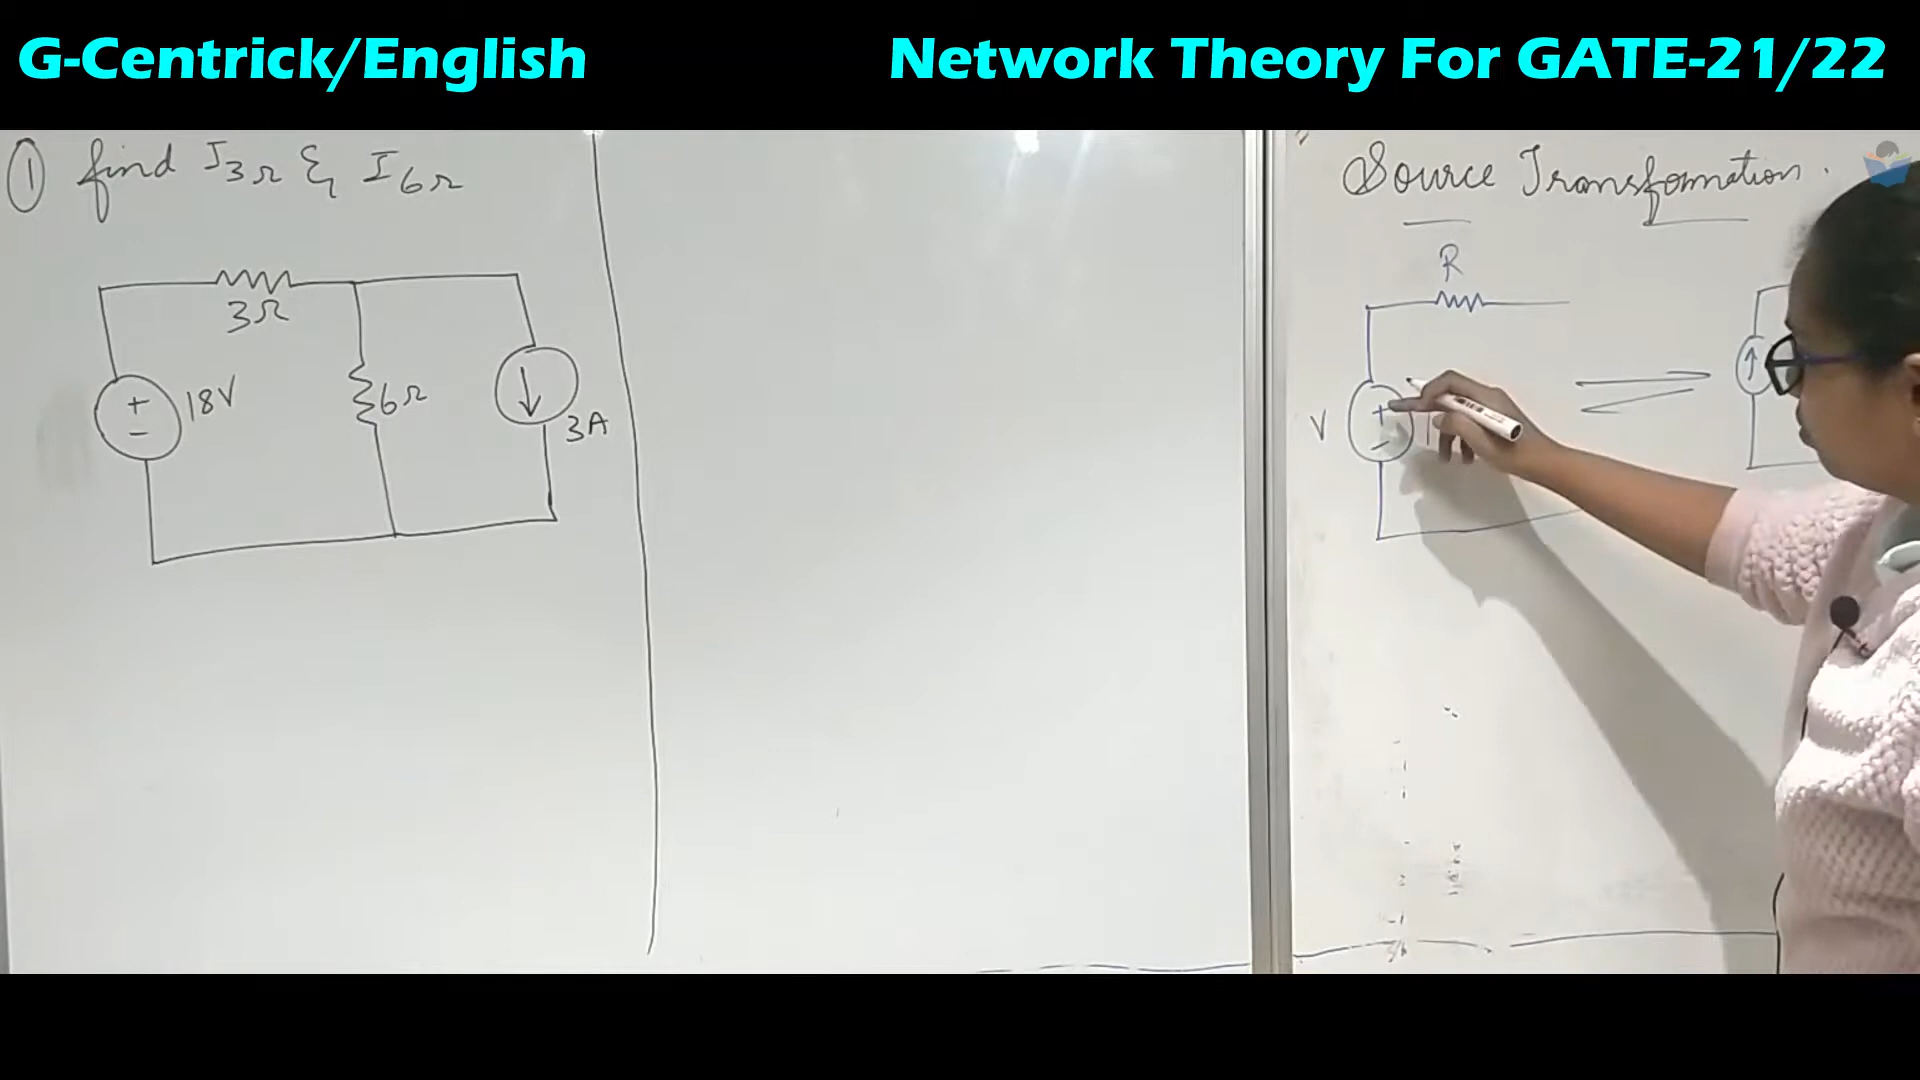 G-Centrick/English
Network Theory For GATE-21/22
① find I3Ω & I6Ω
3Ω
18V
6Ω
3A
Source Transformation.
R
V